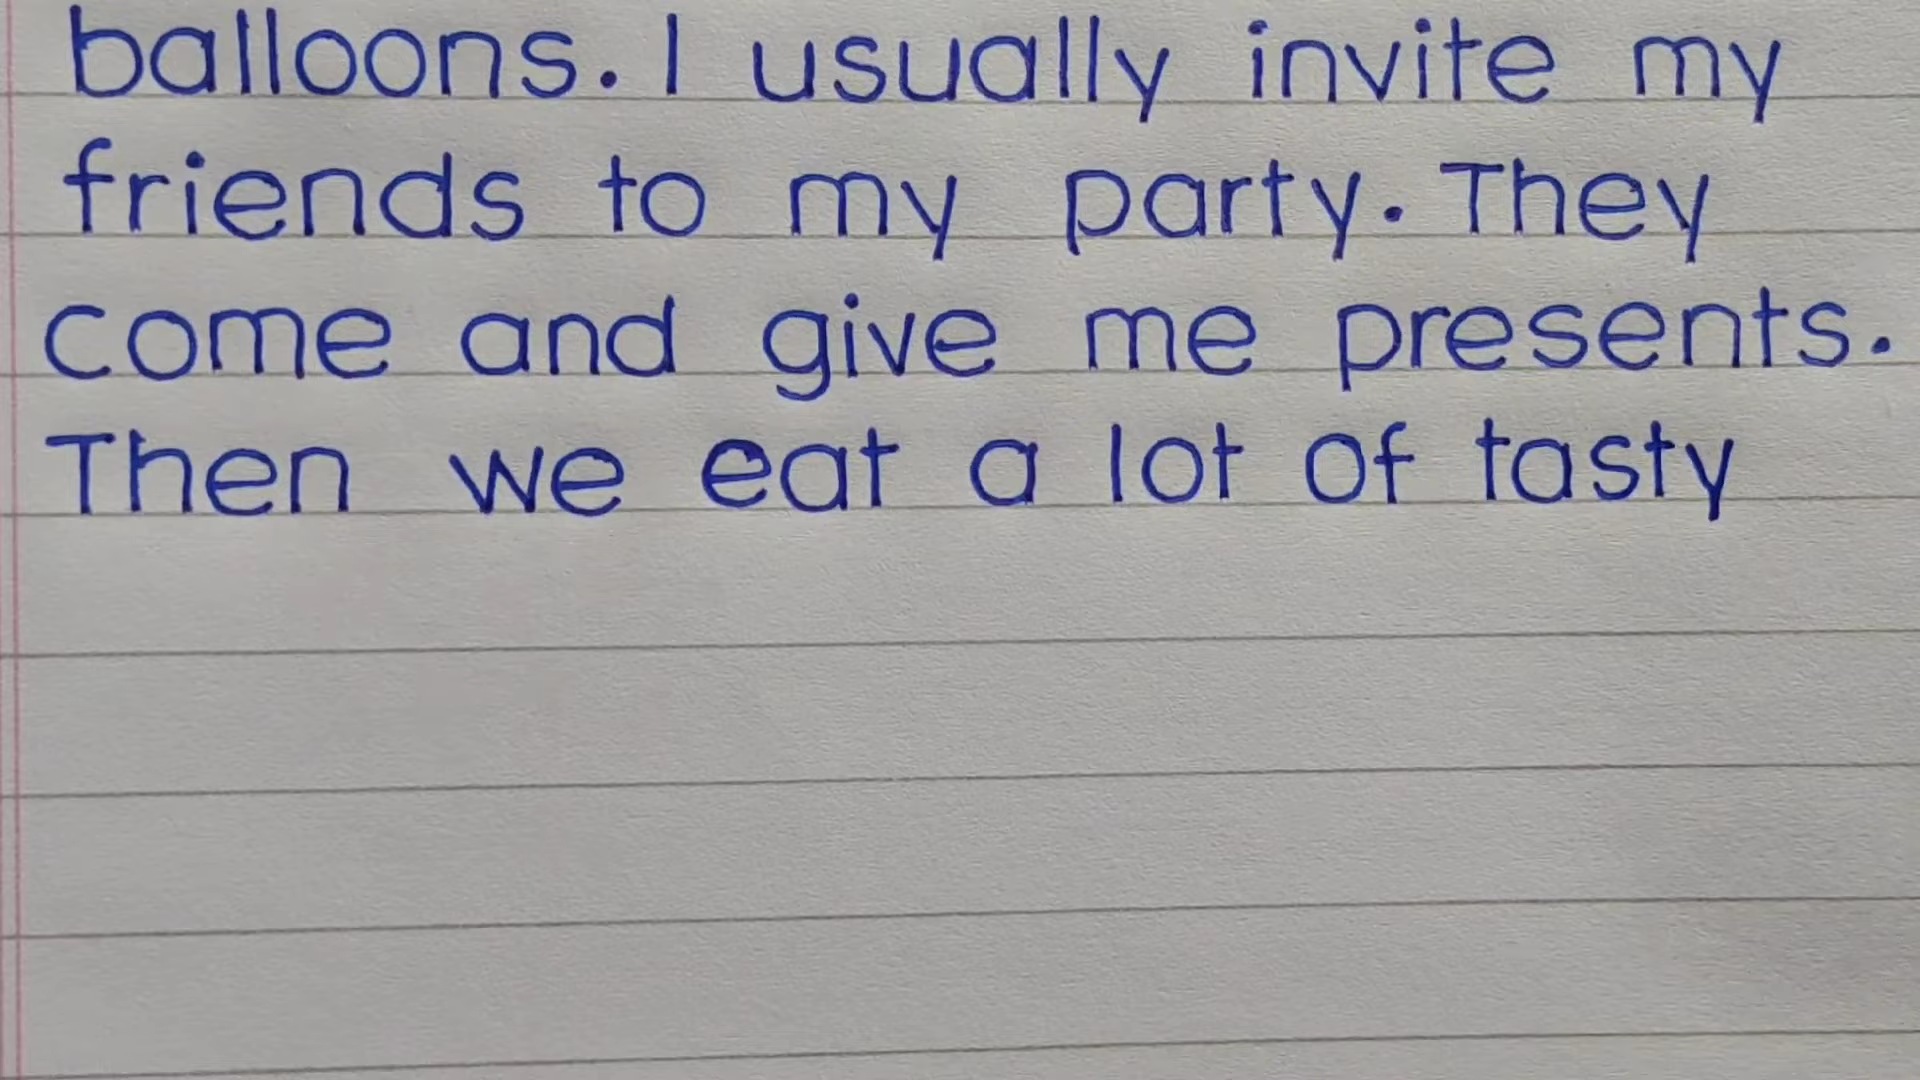 balloons. I usually invite my
friends to my party. They
come and give me presents.
Then we eat a lot of tasty